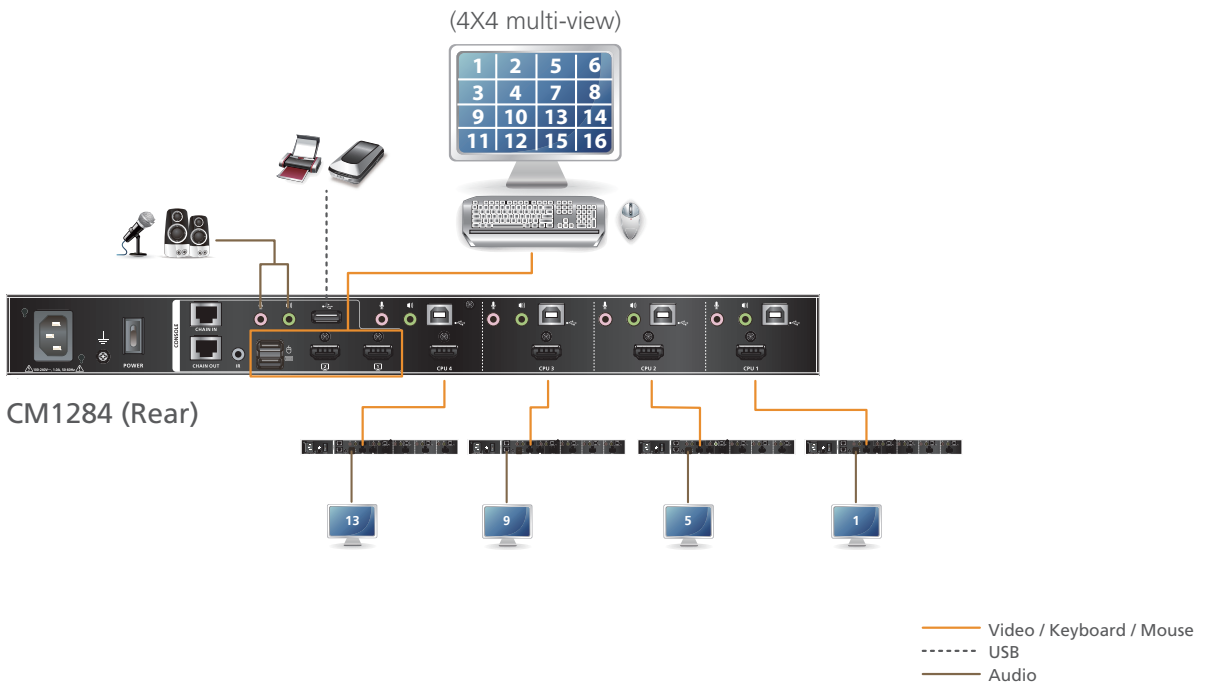 (4X4 multi-view)
1 2 5 6
3 4 7 8
9 10 13 14
11 12 15 16
CONSOLE
CHAIN IN
CHAIN OUT
IR
POWER
2
1
CPU 4
CPU 3
CPU 2
CPU 1
CM1284 (Rear)
13
9
5
1
Video / Keyboard / Mouse
USB
Audio